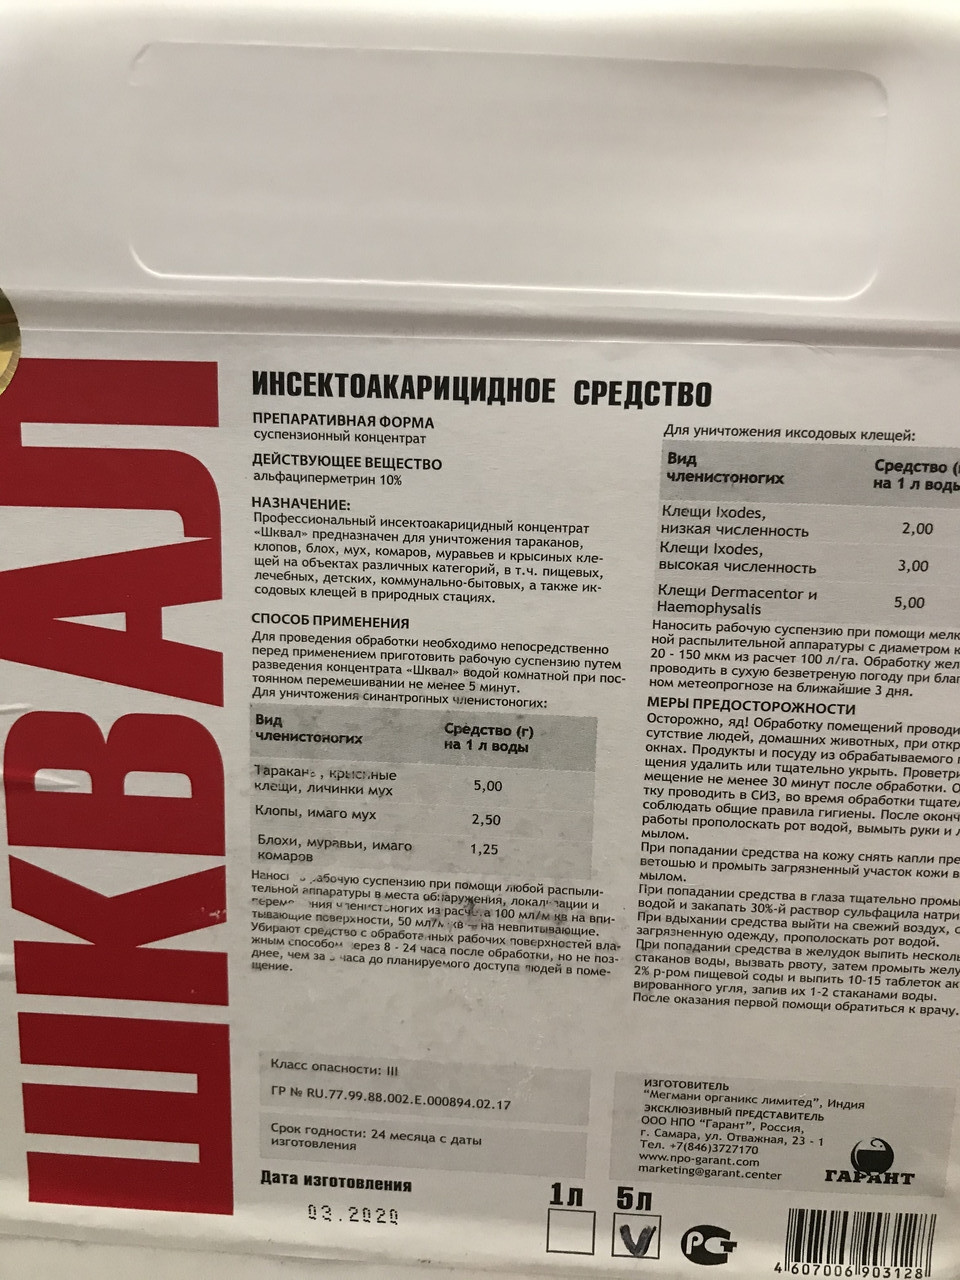 ШКВАЛ
ИНСЕКТОАКАРИЦИДНОЕ СРЕДСТВО
ПРЕПАРАТИВНАЯ ФОРМА
суспензионный концентрат
ДЕЙСТВУЮЩЕЕ ВЕЩЕСТВО
альфациперметрин 10%
НАЗНАЧЕНИЕ:
Профессиональный инсектоакарицидный концентрат
«Шквал» предназначен для уничтожения тараканов,
клопов, блох, мух, комаров, муравьев и крысиных кле-
щей на объектах различных категорий, в т.ч. пищевых,
лечебных, детских, коммунально-бытовых, а также ик-
содовых клещей в природных стациях.
СПОСОБ ПРИМЕНЕНИЯ
Для проведения обработки необходимо непосредственно
перед применением приготовить рабочую суспензию путем
разведения концентрата «Шквал» водой комнатной при пос-
тоянном перемешивании не менее 5 минут.
Для уничтожения синантропных членистоногих:
Вид членистоногих Средство (г) на 1 л воды
клещи, личинки мух 5,00
Клопы, имаго мух 2,50
Блохи, муравьи, имаго
комаров 1,25
суспензию при помощи любой распыли-
тельной аппаратуры в места обнаружения,
из 100 мл/м кв на впи-
тывающие поверхности, 50 на невпитывающие.
Убирают средство с рабочих поверхностей вла-
жным 8 - 24 часа после обработки, но не поз-
днее, чем за часа до планируемого доступа людей в поме-
щение.
Класс опасности: III
ГР № RU.77.99.88.002.Е.000894.02.17
Срок годности: 24 месяца с даты
изготовления
Дата изготовления
03.2020
Для уничтожения иксодовых клещей:
Вид членистоногих Средство на 1 л воды
Клещи Ixodes,
низкая численность 2,00
Клещи Ixodes,
высокая численность 3,00
Клещи Dermacentor и
Haemophysalis 5,00
Наносить рабочую суспензию при помощи мелк
ной распылительной аппаратуры с диаметром к
20 - 150 мкм из расчет 100 л/га. Обработку жел
проводить в сухую безветреную погоду при благ
ном метеопрогнозе на ближайшие 3 дня.
МЕРЫ ПРЕДОСТОРОЖНОСТИ
Осторожно, яд! Обработку помещений проводи
сутствие людей, домашних животных, при откр
окнах. Продукты и посуду из обрабатываемого
щения удалить или тщательно укрыть. Проветри
мещение не менее 30 минут после обработки. О
тку проводить в СИЗ, во время обработки тщател
соблюдать общие правила гигиены. После оконч
работы прополоскать рот водой, вымыть руки и
мылом.
При попадании средства на кожу снять капли пре
ветошью и промыть загрязненный участок кожи в
мылом.
При попадании средства в глаза тщательно промы
водой и закапать 30%-й раствор сульфацила натри
При вдыхании средства выйти на свежий воздух, с
загрязненную одежду, прополоскать рот водой.
При попадании средства в желудок выпить несколь
стаканов воды, вызвать рвоту, затем промыть желу
2% р-ром пищевой соды и выпить 10-15 таблеток ак
вированного угля, запив их 1-2 стаканами воды.
После оказания первой помощи обратиться к врачу.
ИЗГОТОВИТЕЛЬ
"Мегмани органикс лимитед", Индия
ЭКСКЛЮЗИВНЫЙ ПРЕДСТАВИТЕЛЬ
ООО НПО "Гарант", Россия,
г. Самара, ул. Отважная, 23 - 1
Тел. +7(846)3727170
www.npo-garant.com
marketing@garant.center
ГАРАНТ
1л 5л
РСТ
4 607006 903128